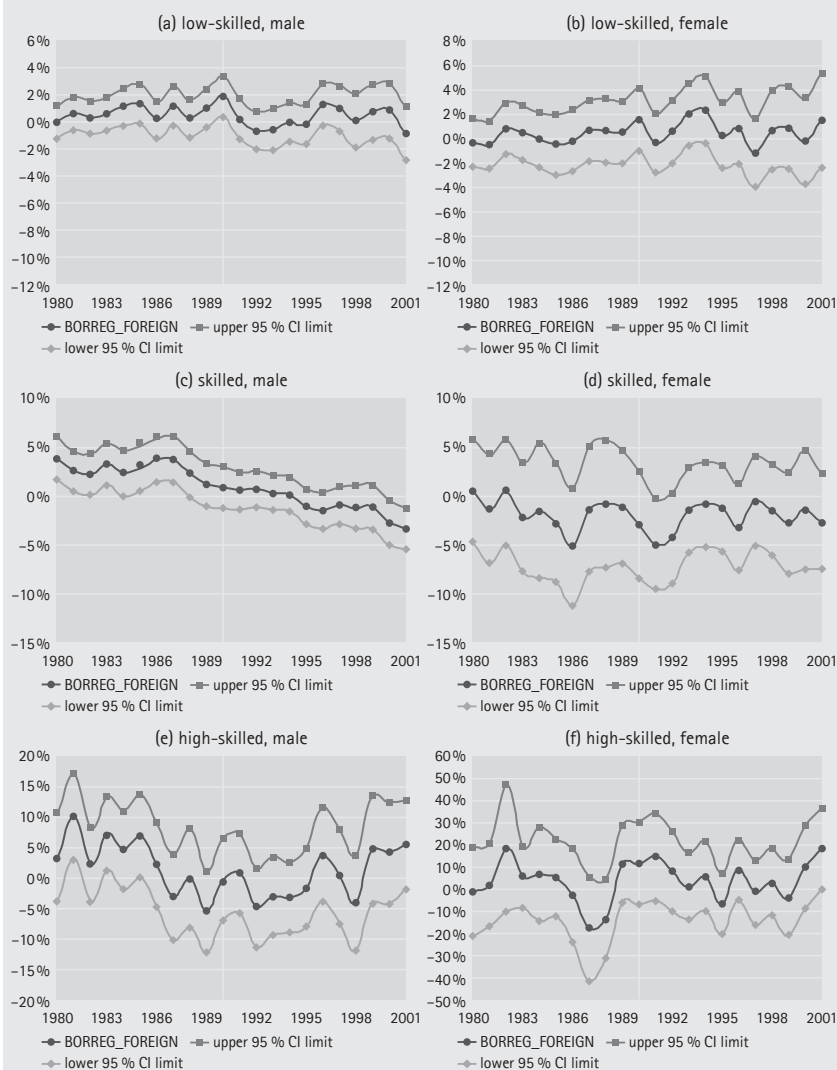 (a) low-skilled, male
6 %
4 %
2 %
0 %
−2 %
−4 %
−6 %
−8 %
−10 %
−12 %
1980 1983 1986 1989 1992 1995 1998 2001
BORREG_FOREIGN upper 95 % CI limit
lower 95 % CI limit
(b) low-skilled, female
8 %
6 %
4 %
2 %
0 %
−2 %
−4 %
−6 %
−8 %
−10 %
−12 %
1980 1983 1986 1989 1992 1995 1998 2001
BORREG_FOREIGN upper 95 % CI limit
lower 95 % CI limit
(c) skilled, male
10 %
5 %
0 %
−5 %
−10 %
−15 %
1980 1983 1986 1989 1992 1995 1998 2001
BORREG_FOREIGN upper 95 % CI limit
lower 95 % CI limit
(d) skilled, female
10 %
5 %
0 %
−5 %
−10 %
−15 %
1980 1983 1986 1989 1992 1995 1998 2001
BORREG_FOREIGN upper 95 % CI limit
lower 95 % CI limit
(e) high-skilled, male
20 %
15 %
10 %
5 %
0 %
−5 %
−10 %
−15 %
−20 %
1980 1983 1986 1989 1992 1995 1998 2001
BORREG_FOREIGN upper 95 % CI limit
lower 95 % CI limit
(f) high-skilled, female
60 %
50 %
40 %
30 %
20 %
10 %
0 %
−10 %
−20 %
−30 %
−40 %
−50 %
1980 1983 1986 1989 1992 1995 1998 2001
BORREG_FOREIGN upper 95 % CI limit
lower 95 % CI limit